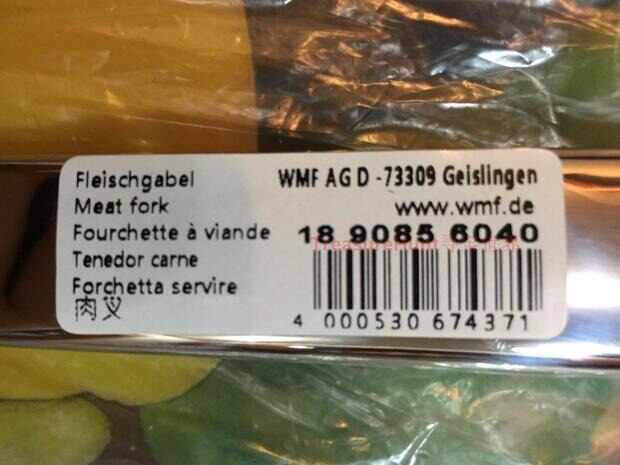 Fleischgabel
Meat fork
Fourchette à viande
Tenedor carne
Forchetta servire
肉叉
WMF AG D -73309 Geislingen
www.wmf.de
18 9085 6040
TreasureHunt
4 000530 674371